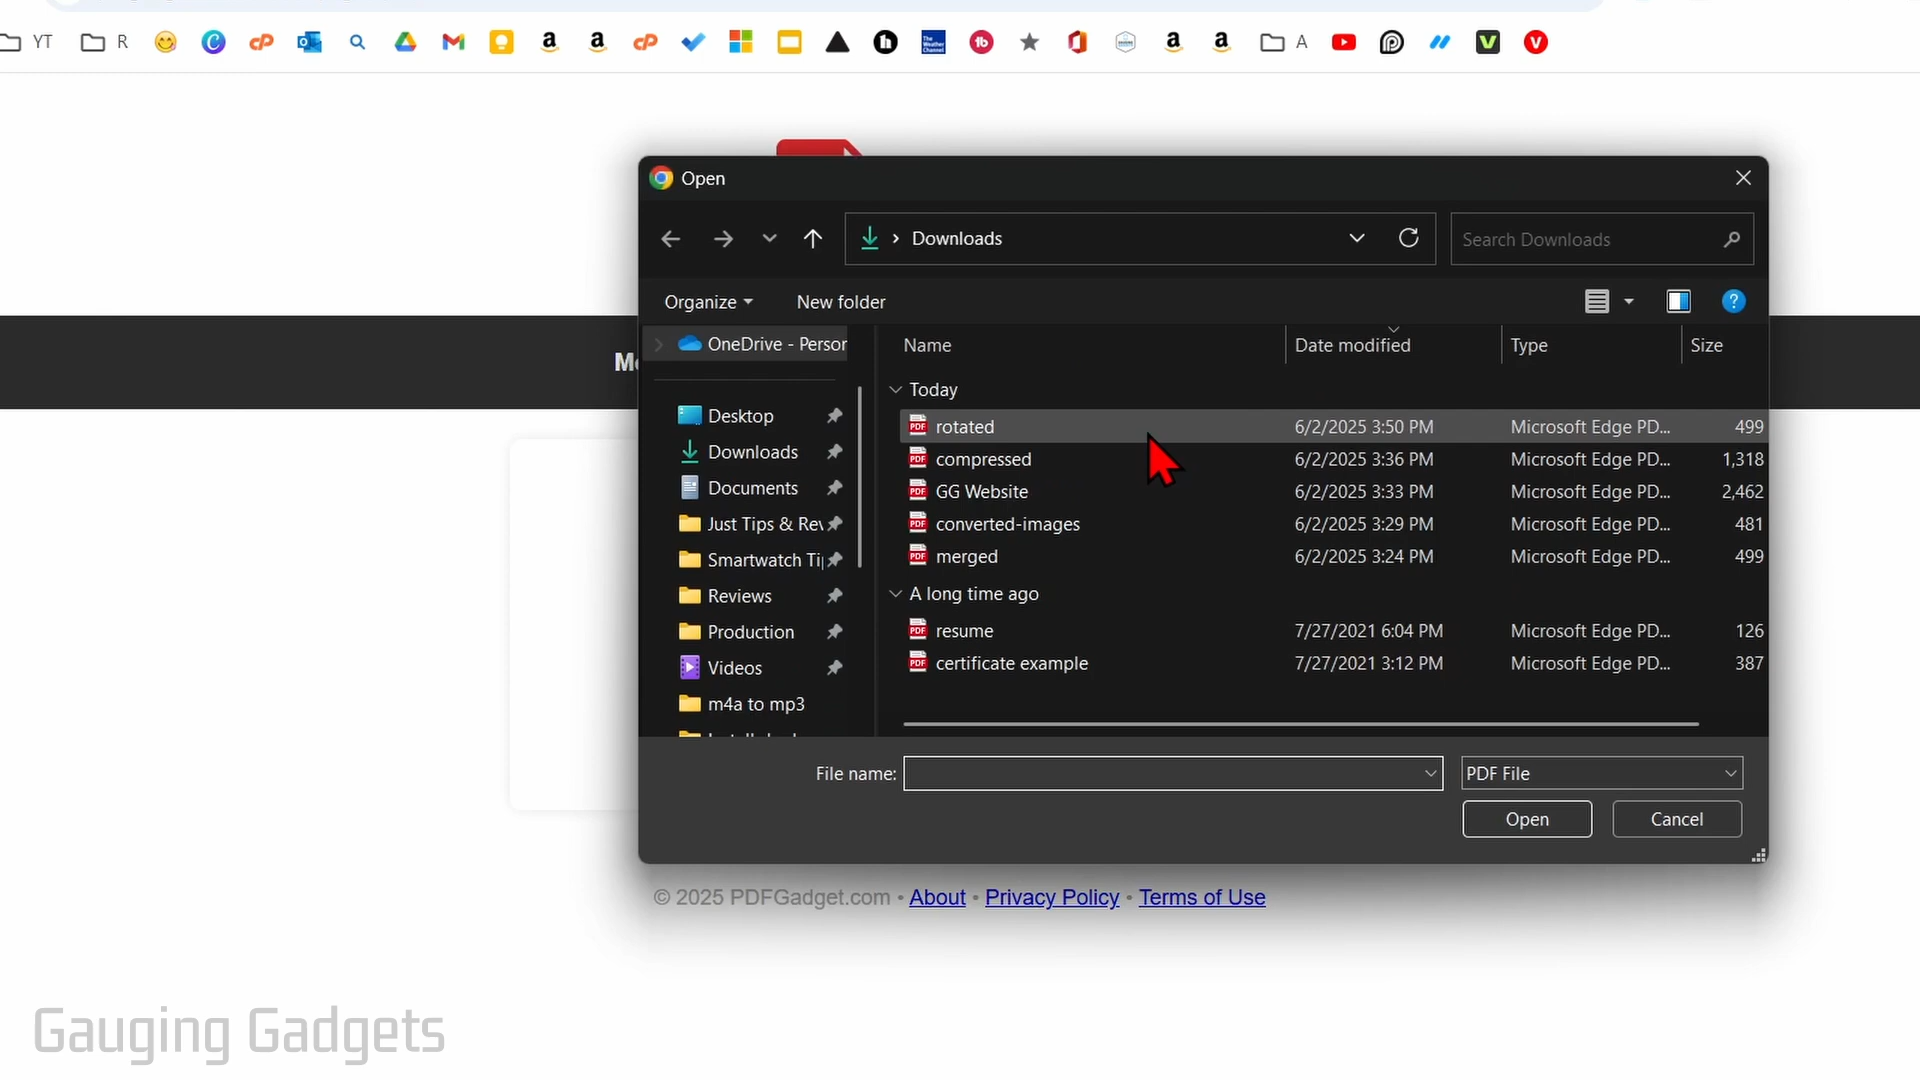 YT R A
Open
Downloads Search Downloads
Organize New folder
OneDrive - Person
Name Date modified Type Size
Today
Desktop
rotated 6/2/2025 3:50 PM Microsoft Edge PD... 499
Downloads
compressed 6/2/2025 3:36 PM Microsoft Edge PD... 1,318
Documents
GG Website 6/2/2025 3:33 PM Microsoft Edge PD... 2,462
Just Tips & Rev
converted-images 6/2/2025 3:29 PM Microsoft Edge PD... 481
Smartwatch Ti
merged 6/2/2025 3:24 PM Microsoft Edge PD... 499
Reviews
A long time ago
Production
resume 7/27/2021 6:04 PM Microsoft Edge PD... 126
Videos
certificate example 7/27/2021 3:12 PM Microsoft Edge PD... 387
m4a to mp3
File name: PDF File
Open Cancel
© 2025 PDFGadget.com • About • Privacy Policy • Terms of Use
Gauging Gadgets